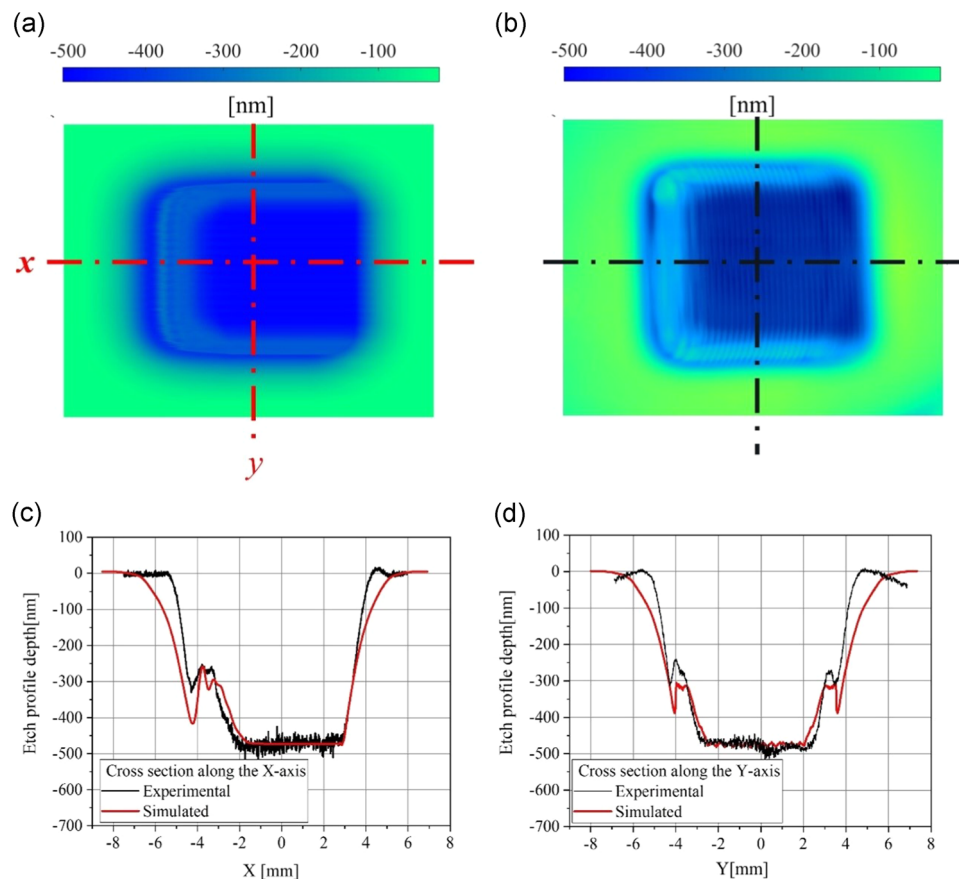 (a)
-500 -400 -300 -200 -100
[nm]
x
y
(b)
-500 -400 -300 -200 -100
[nm]
(c)
100
0
-100
-200
-300
-400
-500
-600
-700
Etch profile depth[nm]
Cross section along the X-axis
Experimental
Simulated
-8 -6 -4 -2 0 2 4 6 8
X [mm]
(d)
100
0
-100
-200
-300
-400
-500
-600
-700
Etch profile depth[nm]
Cross section along the Y-axis
Experimental
Simulated
-8 -6 -4 -2 0 2 4 6 8
Y[mm]